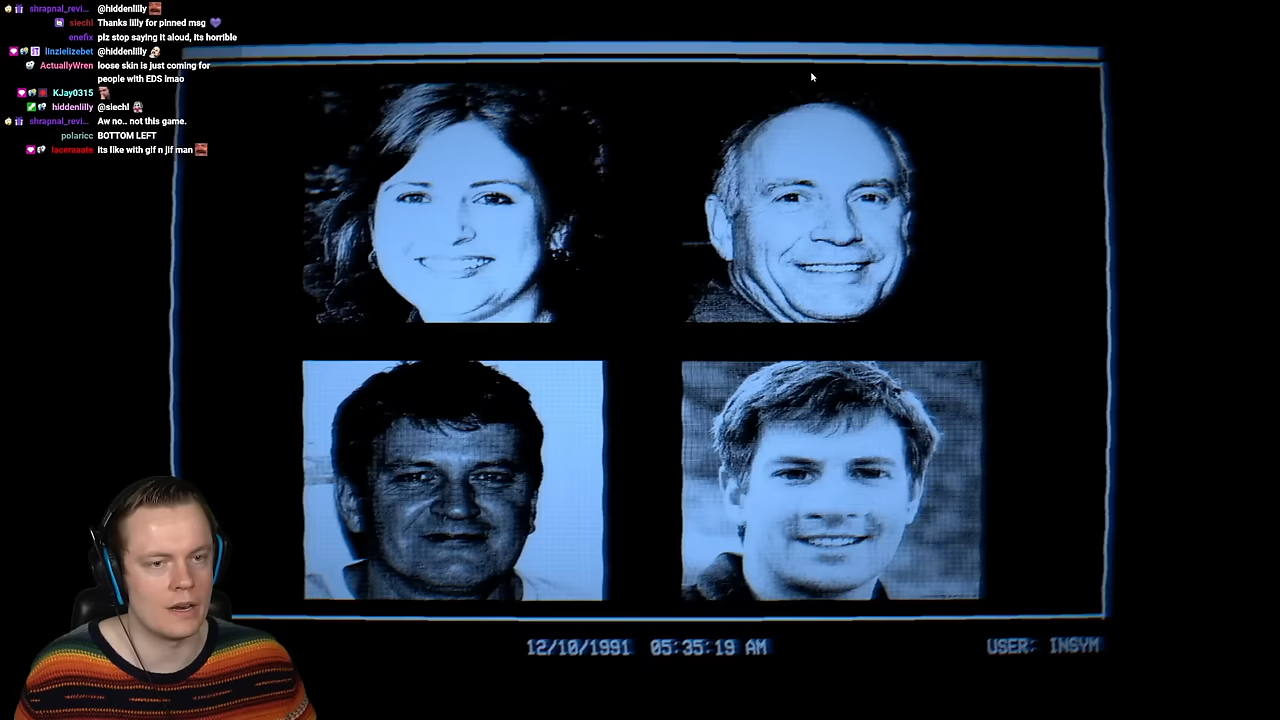 shrapnal_revi... @hiddenlilly
siechl Thanks lilly for pinned msg
enefix plz stop saying it aloud, its horrible
linzielizebet @hiddenlilly
ActuallyWren loose skin is just coming for
people with EDS lmao
KJay0315
hiddenlilly @siechl
shrapnal_revi... Aw no.. not this game.
polaricc BOTTOM LEFT
laceraaate its like with gif n jif man
12/10/1991 05:35:19 AM USER: INSYM